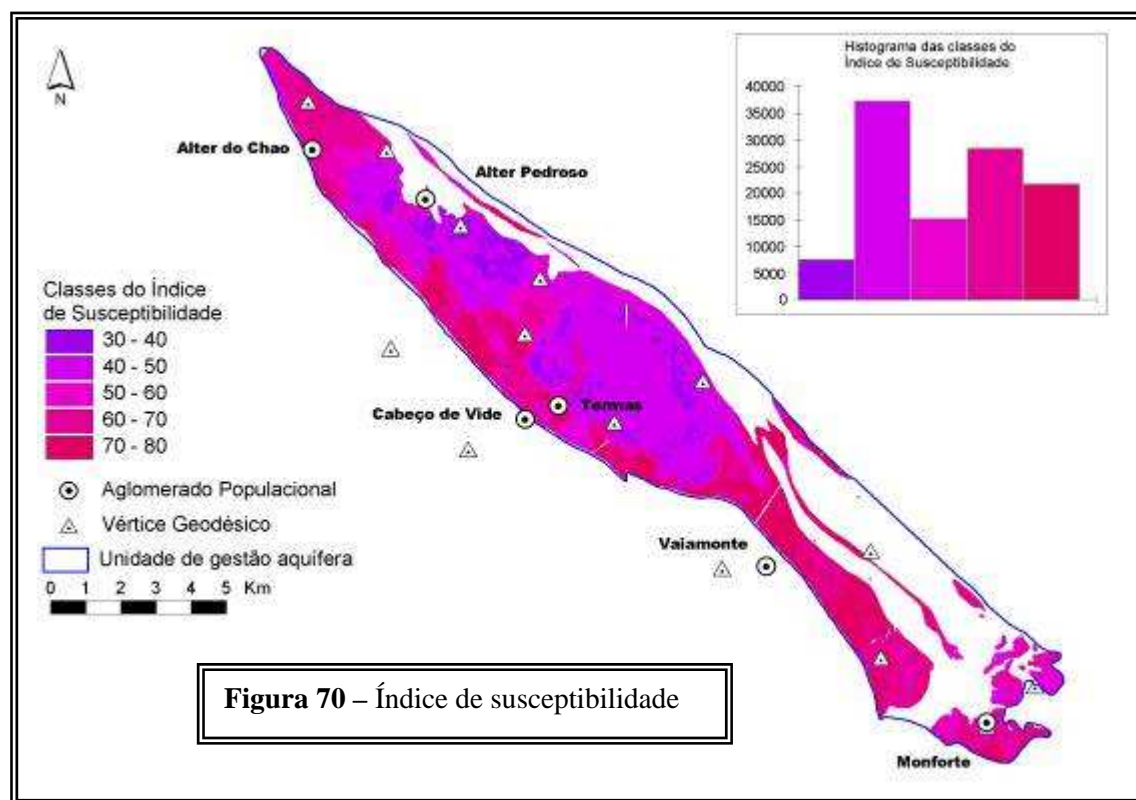 Histograma das classes do
Índice de Susceptibilidade
40000
35000
30000
25000
20000
15000
10000
5000
0
N
Alter do Chao
Alter Pedroso
Classes do Índice
de Susceptibilidade
30 - 40
40 - 50
50 - 60
60 - 70
70 - 80
Cabeço de Vide
Termas
Aglomerado Populacional
Vértice Geodésico
Unidade de gestão aquífera
0 1 2 3 4 5 Km
Vaiamonte
Monforte
Figura 70 – Índice de susceptibilidade